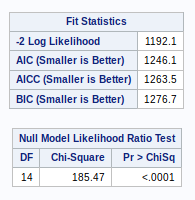 Fit Statistics
-2 Log Likelihood 1192.1
AIC (Smaller is Better) 1246.1
AICC (Smaller is Better) 1263.5
BIC (Smaller is Better) 1276.7
Null Model Likelihood Ratio Test
DF Chi-Square Pr > ChiSq
14 185.47 <.0001